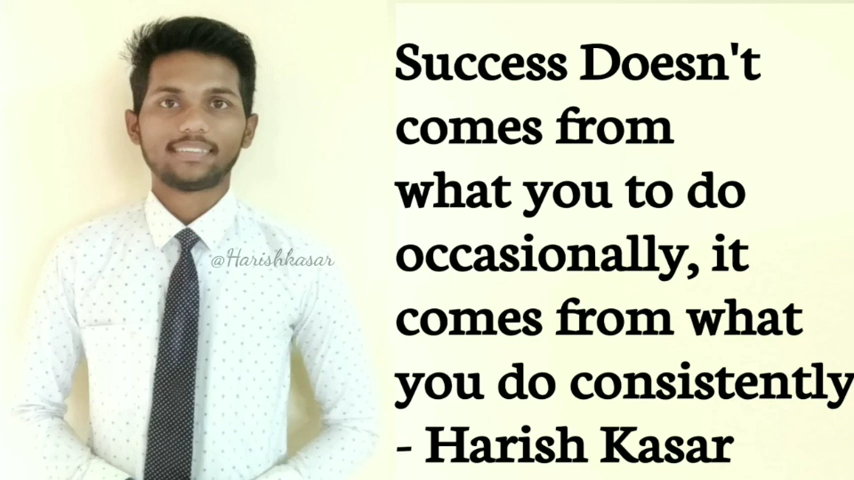 Success Doesn't
comes from
what you to do
occasionally, it
comes from what
you do consistently
- Harish Kasar
@Harishkasar